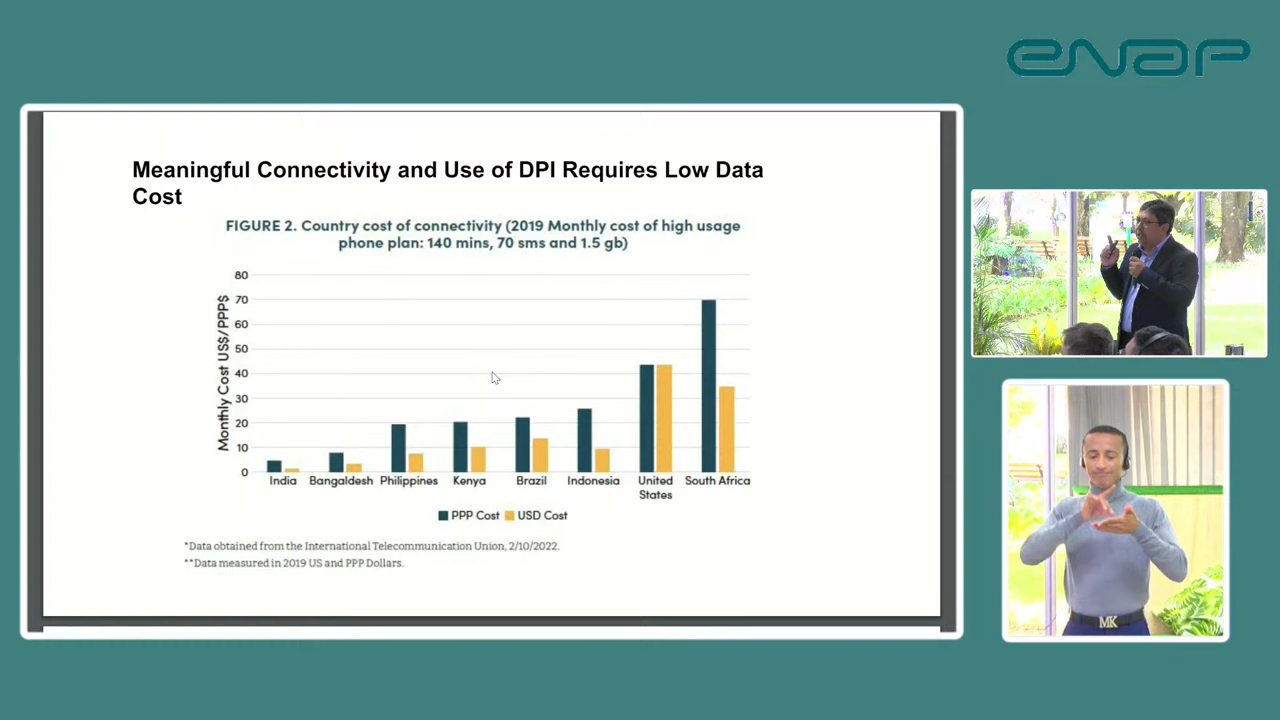 enap
Meaningful Connectivity and Use of DPI Requires Low Data
Cost
FIGURE 2. Country cost of connectivity (2019 Monthly cost of high usage
phone plan: 140 mins, 70 sms and 1.5 gb)
Monthly Cost US$/PPP$
80
70
60
50
40
30
20
10
0
India Bangaldesh Philippines Kenya Brazil Indonesia United States South Africa
PPP Cost USD Cost
*Data obtained from the International Telecommunication Union, 2/10/2022.
**Data measured in 2019 US and PPP Dollars.
MK